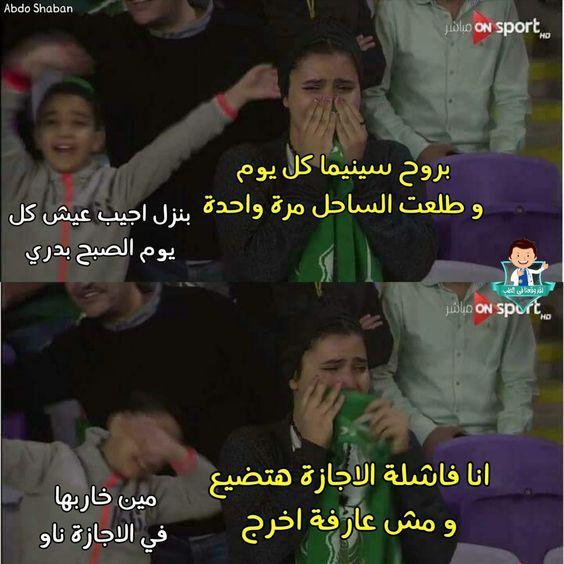 Abdo Shaban
ON sport HD مباشر
بروح سينيما كل يوم
و طلعت الساحل مرة واحدة
بنزل اجيب عيش كل
يوم الصبح بدري
ON sport HD مباشر
انا فاشلة الاجازة هتضيع
و مش عارفة اخرج
مين خاربها
في الاجازة ناو